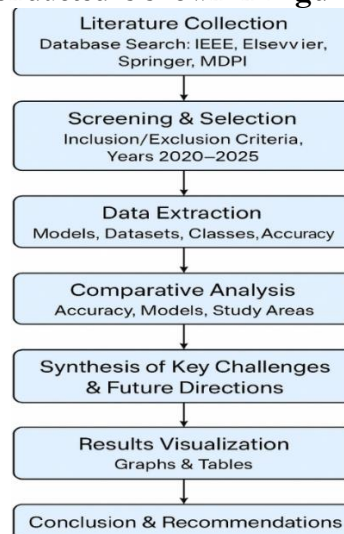 Literature Collection
Database Search: IEEE, Elsevvier,
Springer, MDPI
Screening & Selection
Inclusion/Exclusion Criteria,
Years 2020–2025
Data Extraction
Models, Datasets, Classes, Accuracy
Comparative Analysis
Accuracy, Models, Study Areas
Synthesis of Key Challenges
& Future Directions
Results Visualization
Graphs & Tables
Conclusion & Recommendations